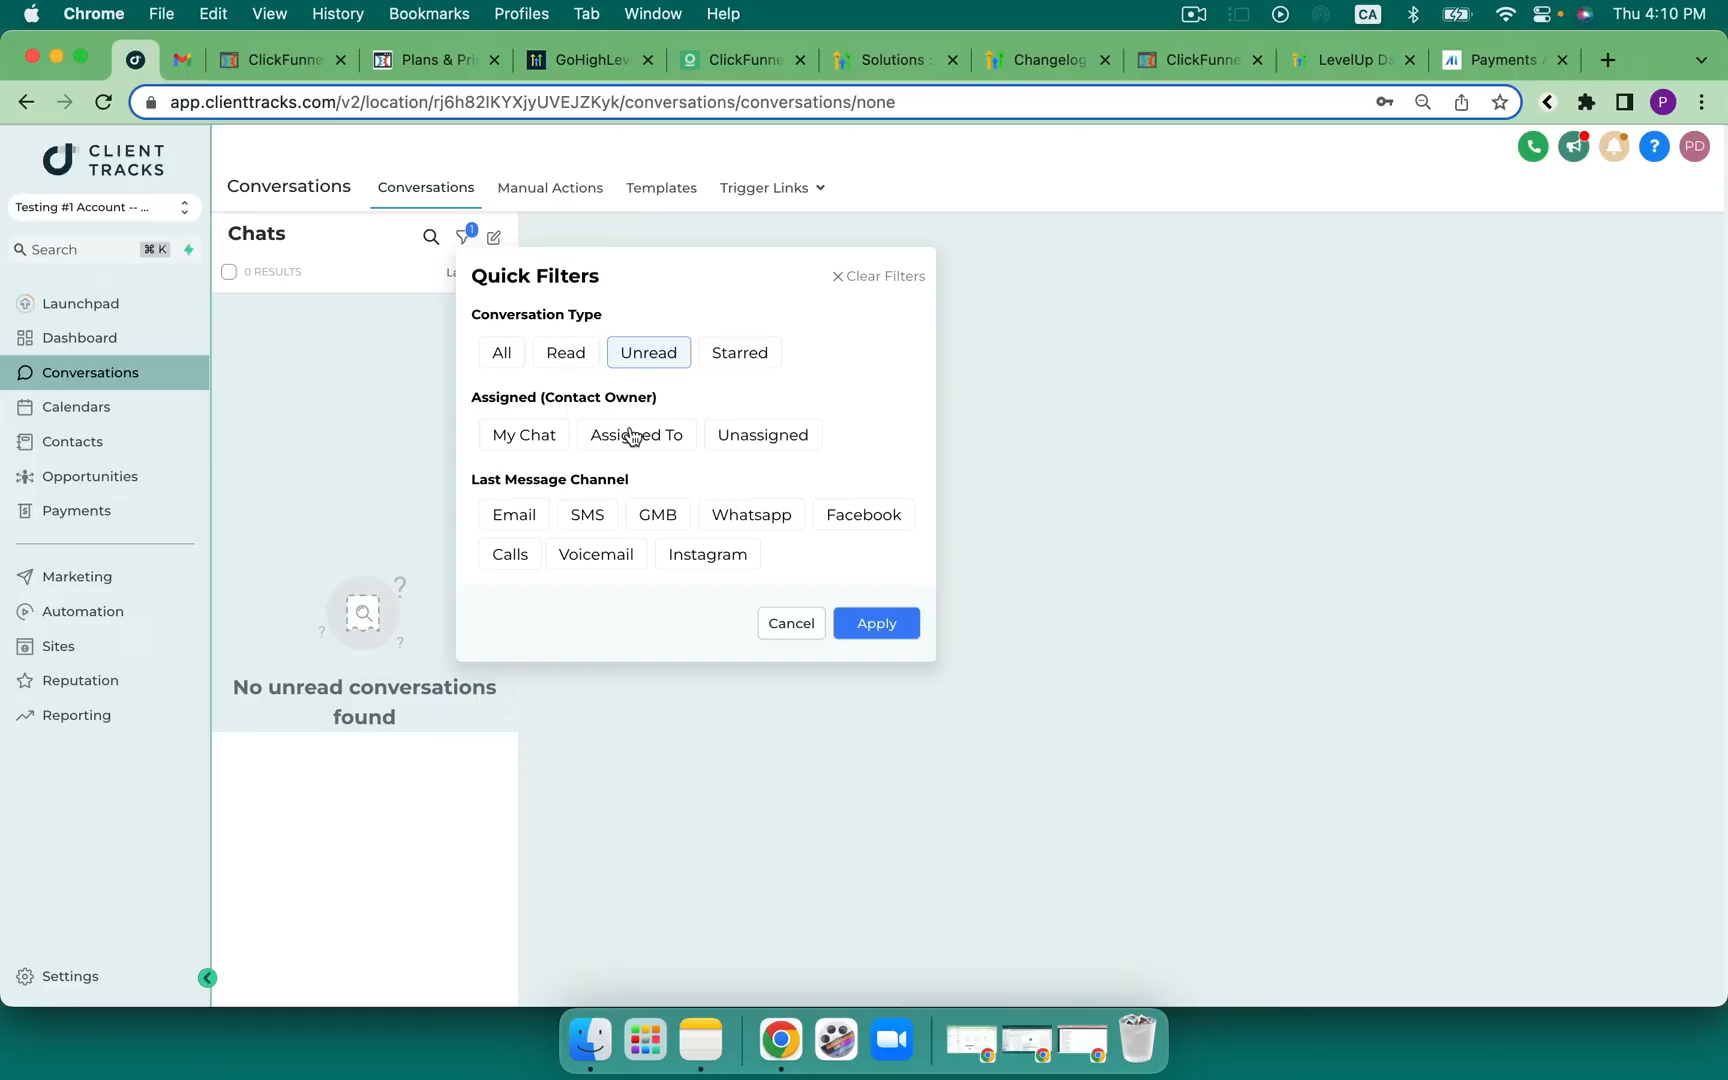 Chrome File Edit View History Bookmarks Profiles Tab Window Help CA Thu 4:10 PM
ClickFunne Plans & Pri GoHighLev ClickFunne Solutions : Changelog ClickFunne LevelUp Da Payments
app.clienttracks.com/v2/location/rj6h82IKYXjyUVEJZKyk/conversations/conversations/none P
CLIENT
TRACKS
? PD
Conversations Conversations Manual Actions Templates Trigger Links
Testing #1 Account -- ...
Search ⌘ K
Launchpad
Dashboard
Conversations
Calendars
Contacts
Opportunities
Payments
Marketing
Automation
Sites
Reputation
Reporting
Settings
Chats 1
0 RESULTS La
Quick Filters Clear Filters
Conversation Type
All Read Unread Starred
Assigned (Contact Owner)
My Chat Assigned To Unassigned
Last Message Channel
Email SMS GMB Whatsapp Facebook
Calls Voicemail Instagram
Cancel Apply
? ? ?
No unread conversations
found